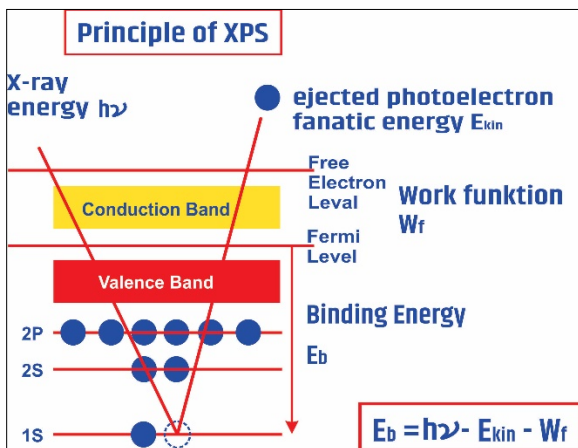 Principle of XPS
X-ray
energy hν
ejected photoelectron
fanatic energy Ekin
Free
Electron
Leval
Work funktion
Wf
Conduction Band
Fermi
Level
Valence Band
Binding Energy
Eb
2P
2S
1S
Eb = hν - Ekin - Wf